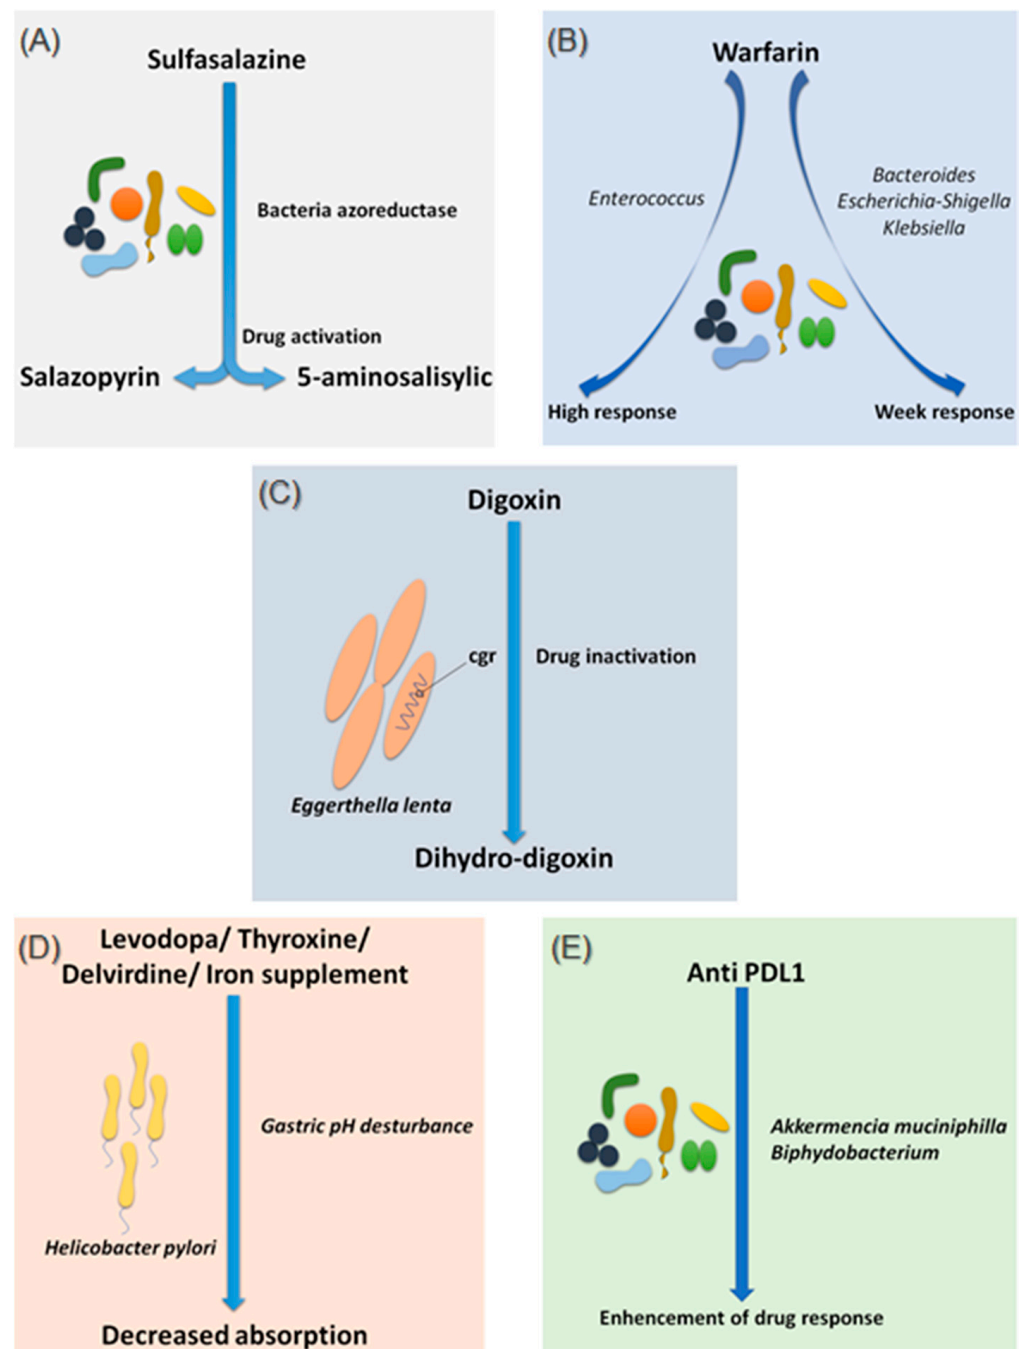 (A)
Sulfasalazine
Bacteria azoreductase
Drug activation
Salazopyrin
5-aminosalisylic
(B)
Warfarin
Enterococcus
Bacteroides
Escherichia-Shigella
Klebsiella
High response
Week response
(C)
Digoxin
cgr
Drug inactivation
Eggerthella lenta
Dihydro-digoxin
(D)
Levodopa/ Thyroxine/
Delvirdine/ Iron supplement
Gastric pH desturbance
Helicobacter pylori
Decreased absorption
(E)
Anti PDL1
Akkermencia muciniphilla
Biphydobacterium
Enhencement of drug response